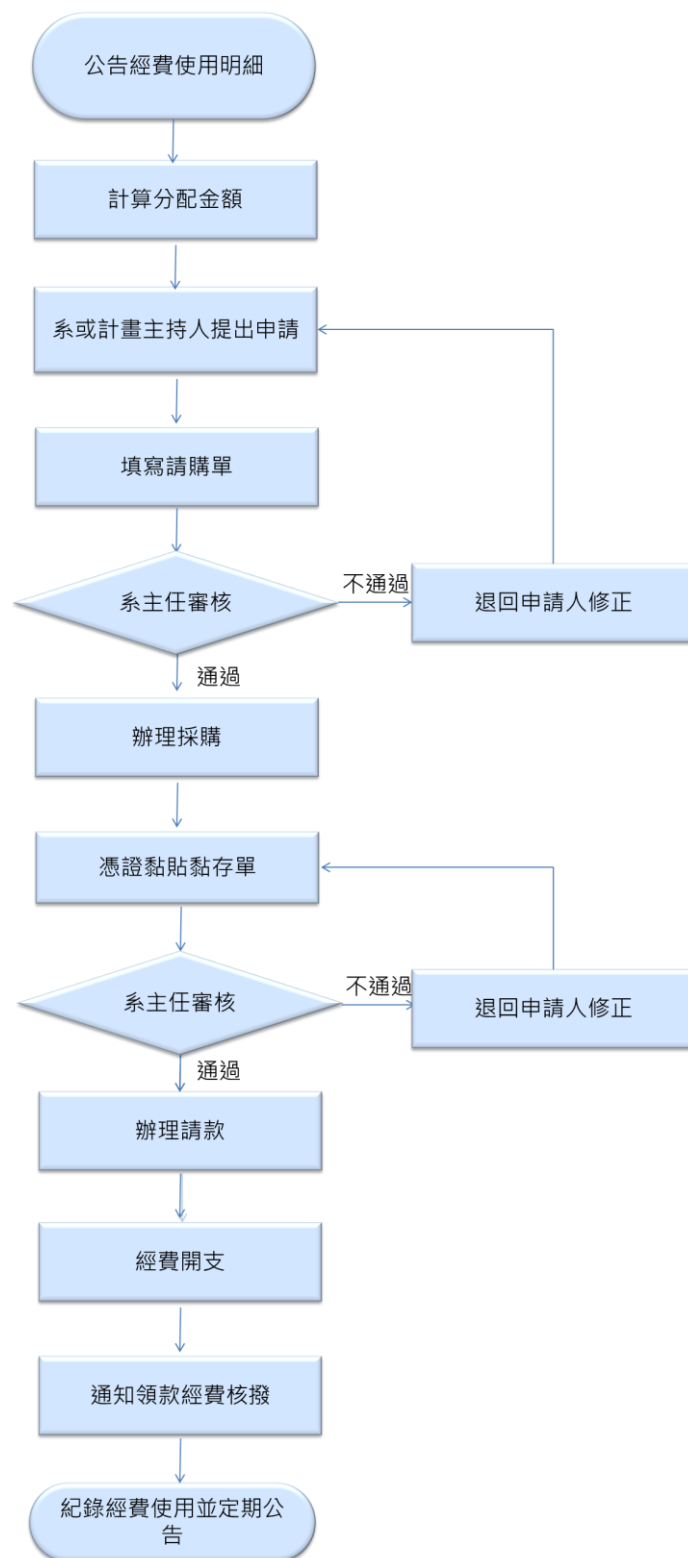 公告經費使用明細
計算分配金額
系或計畫主持人提出申請
填寫請購單
系主任審核
不通過
退回申請人修正
通過
辦理採購
憑證黏貼黏存單
系主任審核
不通過
退回申請人修正
通過
辦理請款
經費開支
通知領款經費核撥
紀錄經費使用並定期公
告